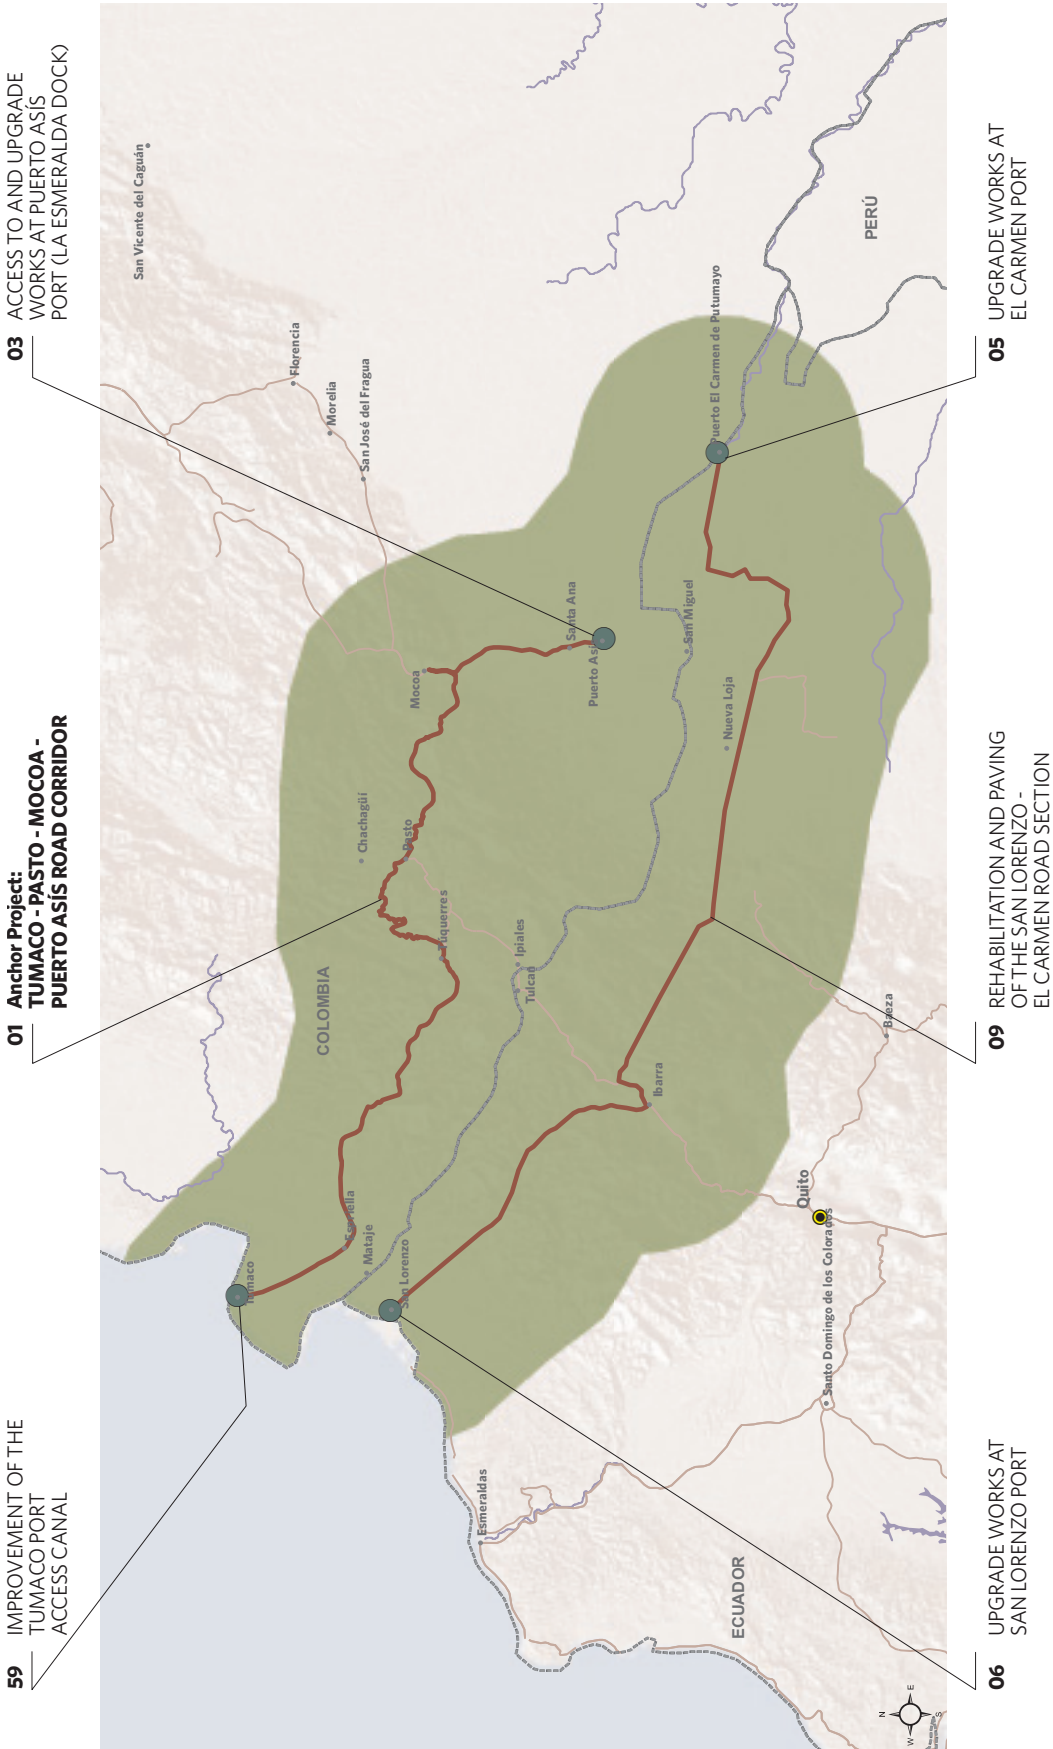 59 IMPROVEMENT OF THE
TUMACO PORT
ACCESS CANAL
01 Anchor Project:
TUMACO - PASTO - MOCOA -
PUERTO ASÍS ROAD CORRIDOR
03 ACCESS TO AND UPGRADE
WORKS AT PUERTO ASÍS
PORT (LA ESMERALDA DOCK)
San Vicente del Caguán
Tumaco
Florencia
COLOMBIA
Morelia
Espriella
Mataje
Chachagüí
San José del Fragua
San Lorenzo
Pasto
Mocoa
Túquerres
Esmeraldas
Ipiales
Tulcán
Santa Ana
Puerto Asís
Ibarra
San Miguel
Puerto El Carmen de Putumayo
Nueva Loja
ECUADOR
Quito
Santo Domingo de los Colorados
PERÚ
Baeza
N
W
E
S
06 UPGRADE WORKS AT
SAN LORENZO PORT
09 REHABILITATION AND PAVING
OF THE SAN LORENZO -
EL CARMEN ROAD SECTION
05 UPGRADE WORKS AT
EL CARMEN PORT